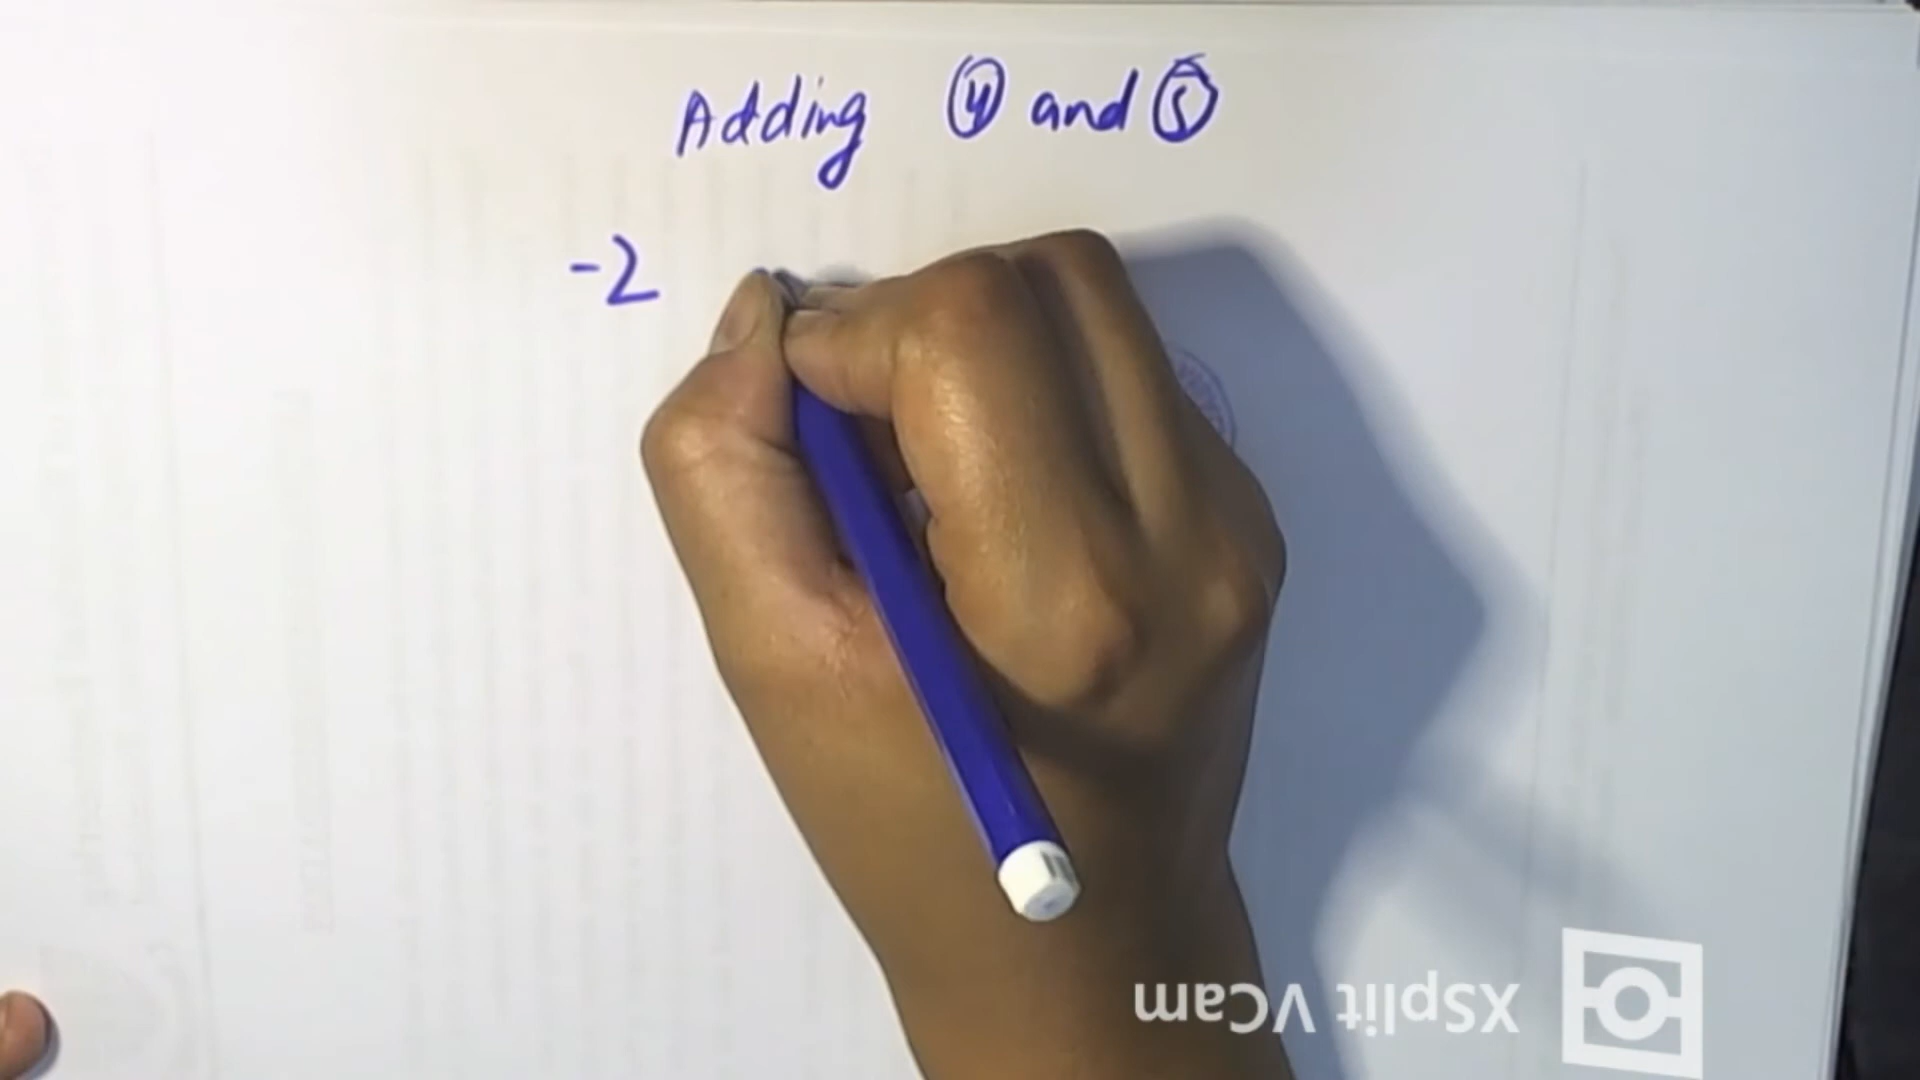 Adding ④ and ⑤
-2
XSplit VCam